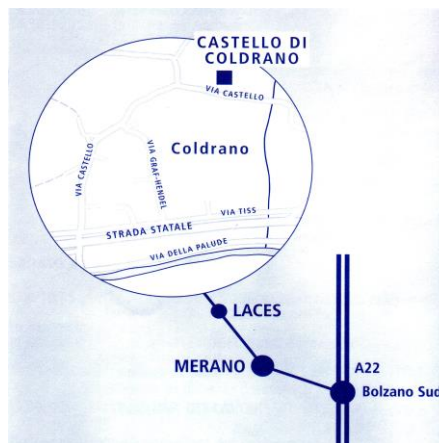 CASTELLO DI
COLDRANO
VIA CASTELLO
Coldrano
VIA CASTELLO
VIA GRAF-HENDEL
VIA TISS
STRADA STATALE
VIA DELLA PALUDE
LACES
MERANO
A22
Bolzano Sud